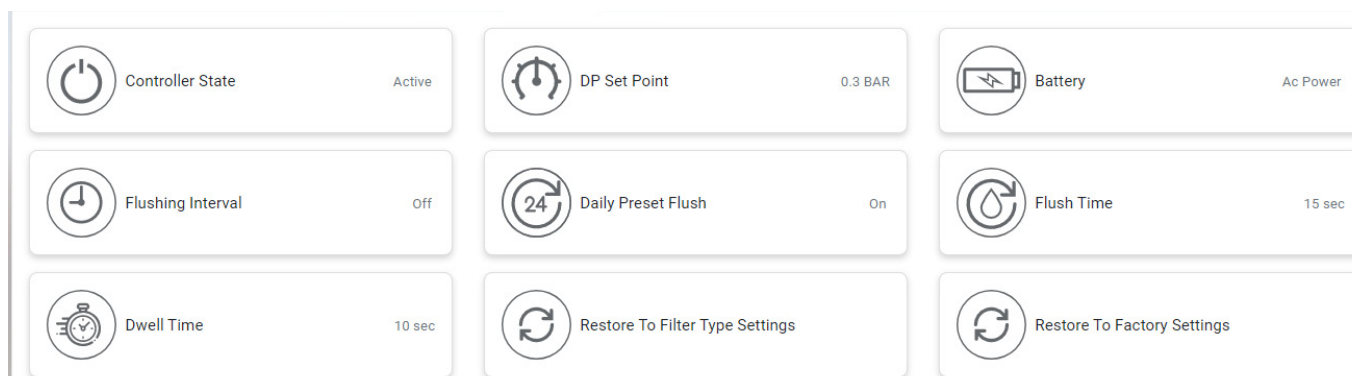 Controller State Active
DP Set Point 0.3 BAR
Battery Ac Power
Flushing Interval Off
24 Daily Preset Flush On
Flush Time 15 sec
Dwell Time 10 sec
Restore To Filter Type Settings
Restore To Factory Settings